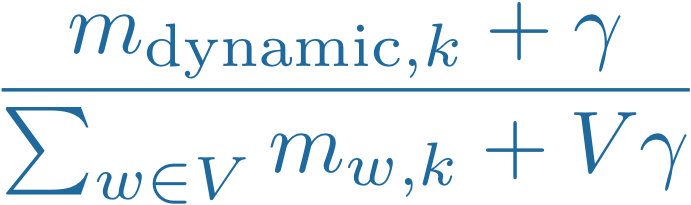 m_{dynamic,k} + γ
∑_{w∈V} m_{w,k} + Vγ